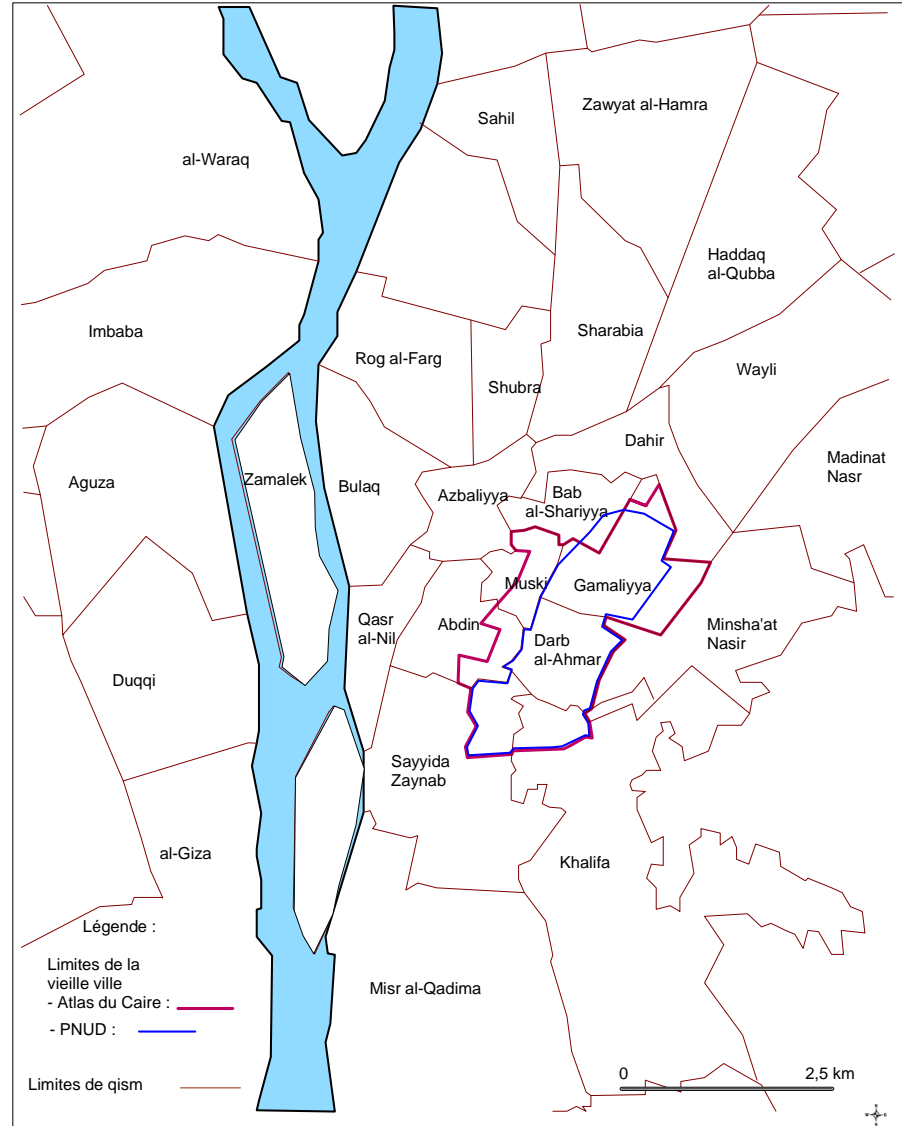 Sahil
Zawyat al-Hamra
al-Waraq
Haddaq
al-Qubba
Imbaba
Rog al-Farg
Sharabia
Shubra
Wayli
Dahir
Madinat
Nasr
Aguza
Zamalek
Bulaq
Azbaliyya
Bab
al-Shariyya
Muski
Gamaliyya
Qasr
al-Nil
Abdin
Darb
al-Ahmar
Minsha'at
Nasir
Duqqi
Sayyida
Zaynab
al-Giza
Khalifa
Misr al-Qadima
Légende :
Limites de la
vieille ville
- Atlas du Caire :
- PNUD :
Limites de qism
0 2,5 km